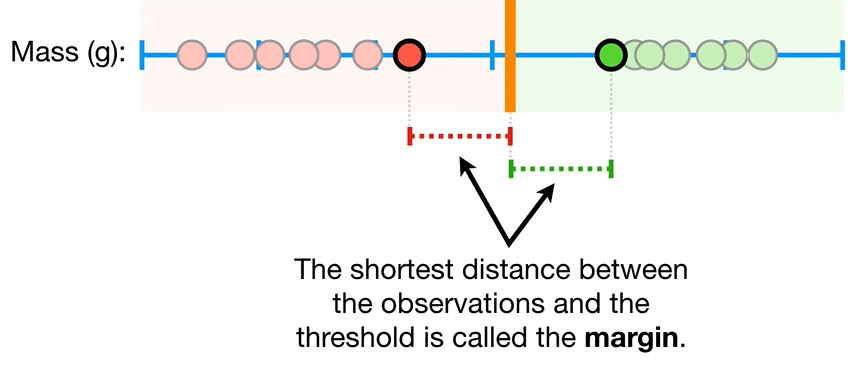 Mass (g):
The shortest distance between
the observations and the
threshold is called the margin.